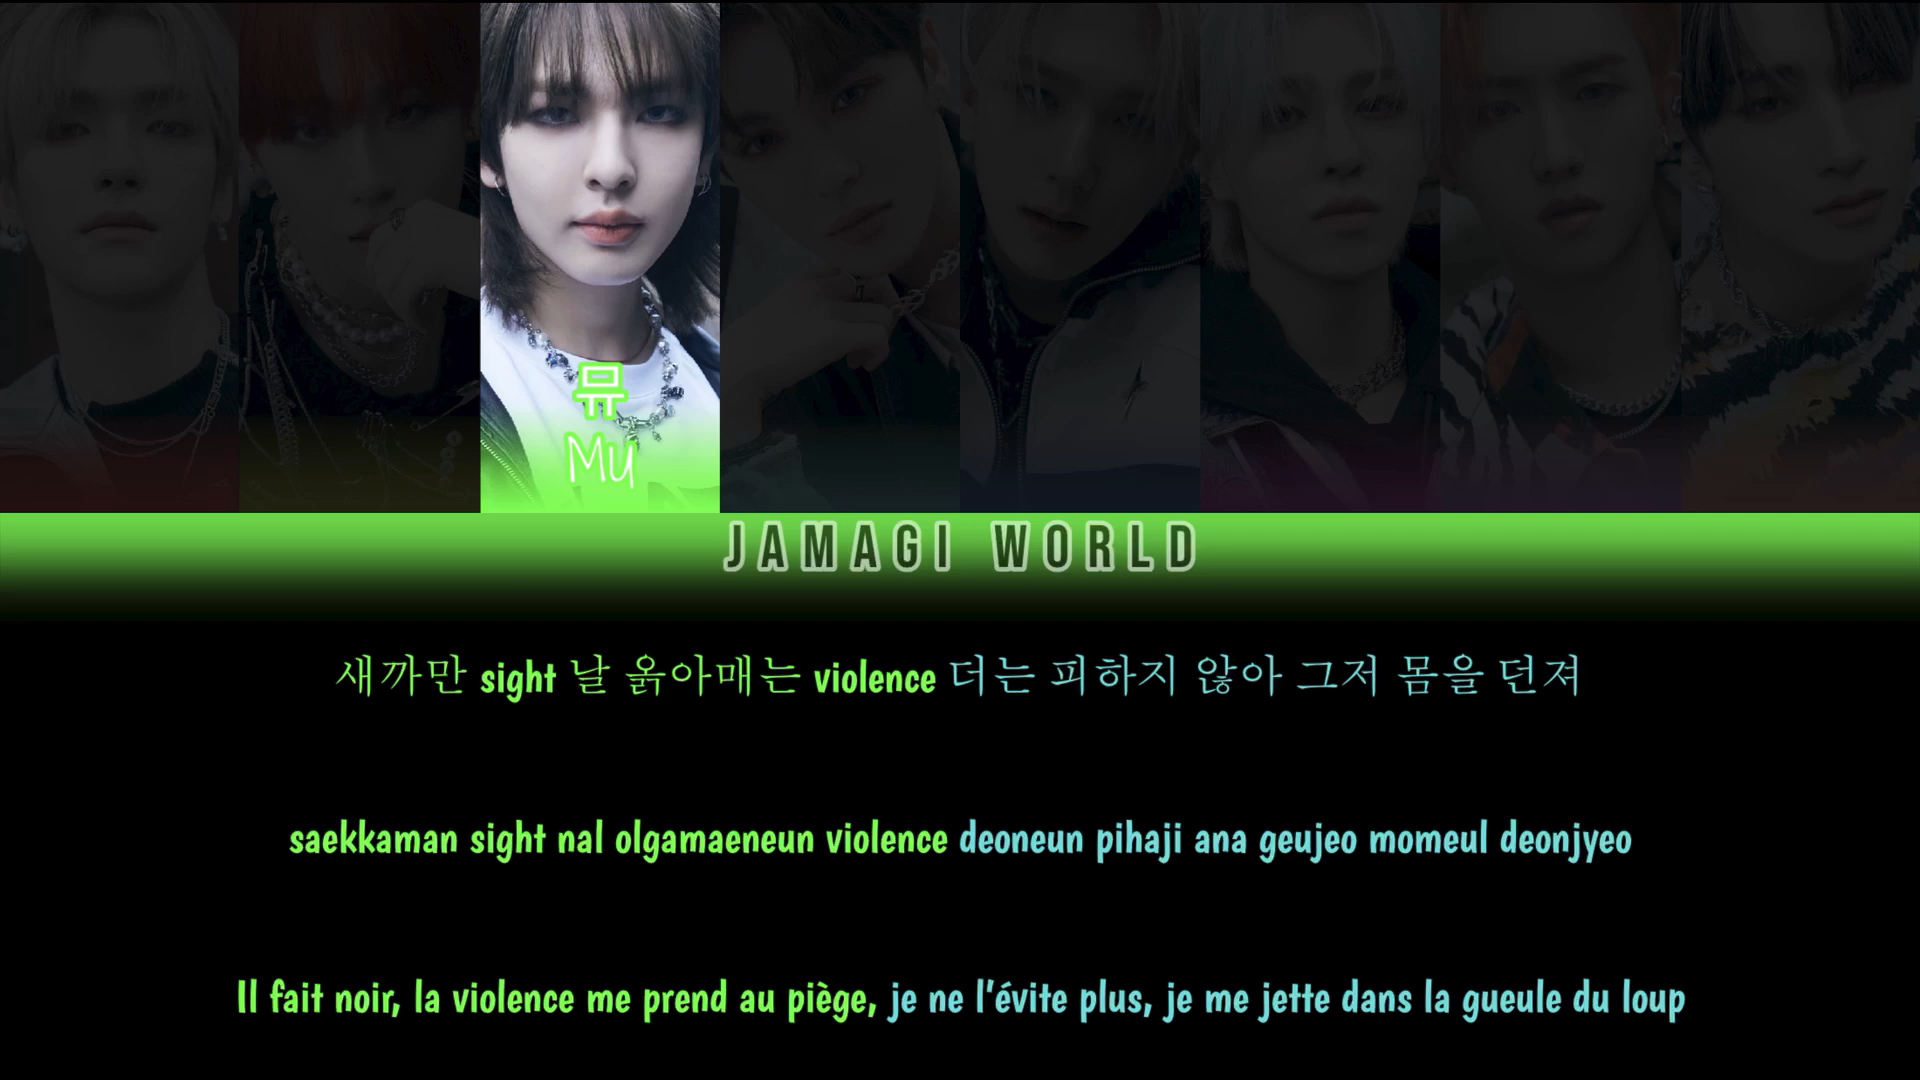 뮤
Mu
JAMAGI WORLD
새까만 sight 날 옭아매는 violence 더는 피하지 않아 그저 몸을 던져
saekkaman sight nal olgamaeneun violence deoneun pihaji ana geujeo momeul deonjyeo
Il fait noir, la violence me prend au piège, je ne l’évite plus, je me jette dans la gueule du loup